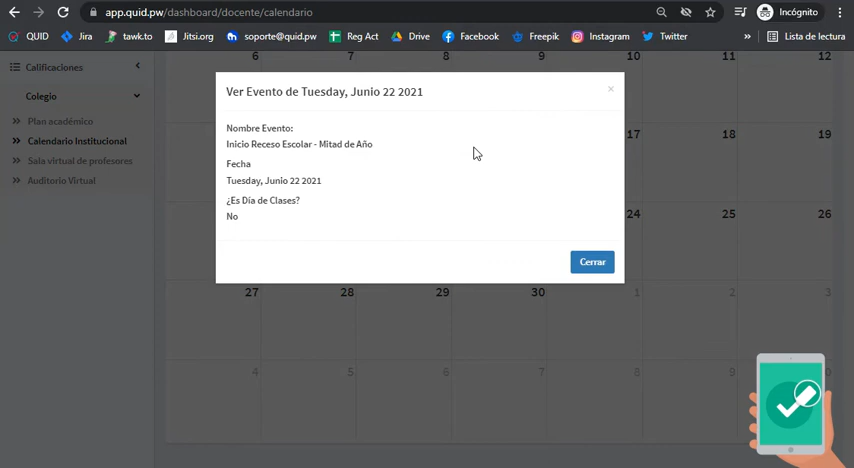 app.quid.pw/dashboard/docente/calendario
Incógnito
QUID
Jira
tawk.to
Jitsi.org
soporte@quid.pw
Reg Act
Drive
Facebook
Freepik
Instagram
Twitter
»
Lista de lectura
Calificaciones
Colegio
Plan académico
Calendario Institucional
Sala virtual de profesores
Auditorio Virtual
6 7 8 9 10 11 12
Ver Evento de Tuesday, Junio 22 2021
×
Nombre Evento:
Inicio Receso Escolar - Mitad de Año
Fecha
Tuesday, Junio 22 2021
¿Es Día de Clases?
No
Cerrar
17 18 19
24 25 26
27 28 29 30 1 2 3
4 5 6 7 8 9 0